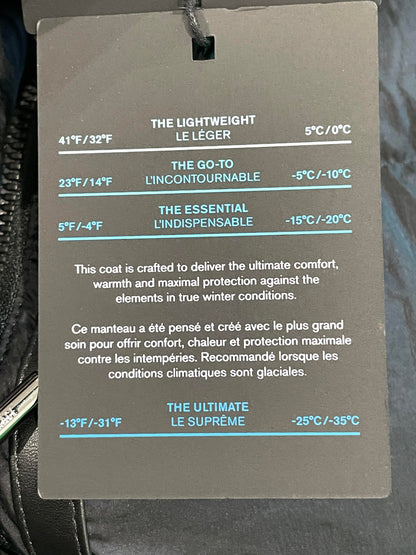 THE LIGHTWEIGHT
41°F/32°F LE LÉGER 5°C/0°C
THE GO-TO
23°F/14°F L'INCONTOURNABLE -5°C/-10°C
THE ESSENTIAL
5°F/-4°F L'INDISPENSABLE -15°C/-20°C
This coat is crafted to deliver the ultimate comfort,
warmth and maximal protection against the
elements in true winter conditions.
Ce manteau a été pensé et créé avec le plus grand
soin pour offrir confort, chaleur et protection maximale
contre les intempéries. Recommandé lorsque les
conditions climatiques sont glaciales.
THE ULTIMATE
-13°F/-31°F LE SUPRÊME -25°C/-35°C